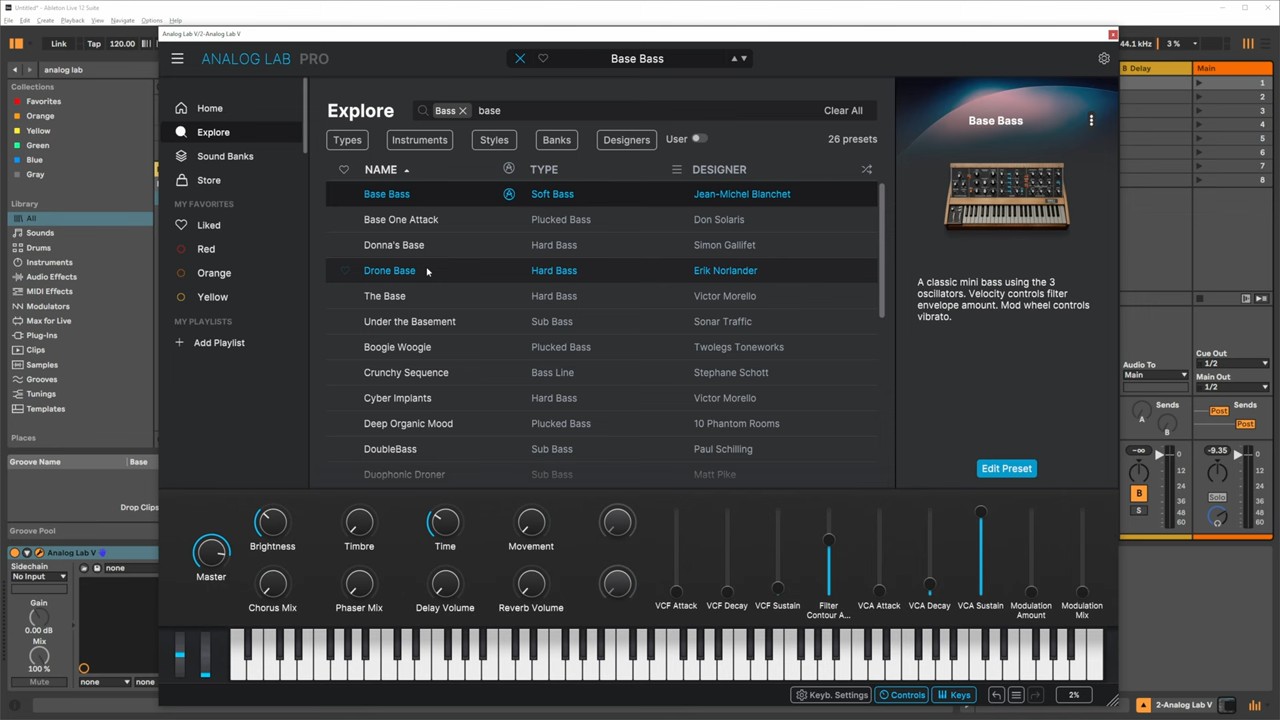 Untitled* - Ableton Live 12 Suite
File Edit Create Playback View Navigate Options Help
Link Tap 120.00
44.1 kHz 3 %
Analog Lab V/2-Analog Lab V
ANALOG LAB PRO
Base Bass
analog lab
Collections
Favorites
Orange
Yellow
Green
Blue
Gray
Library
All
Sounds
Drums
Instruments
Audio Effects
MIDI Effects
Modulators
Max for Live
Plug-Ins
Clips
Samples
Grooves
Tunings
Templates
Places
Groove Name Base
Drop Clips
Groove Pool
Home
Explore
Sound Banks
Store
MY FAVORITES
Liked
Red
Orange
Yellow
MY PLAYLISTS
Add Playlist
Explore Bass base Clear All
Types Instruments Styles Banks Designers User 26 presets
NAME TYPE DESIGNER
Base Bass Soft Bass Jean-Michel Blanchet
Base One Attack Plucked Bass Don Solaris
Donna's Base Hard Bass Simon Gallifet
Drone Base Hard Bass Erik Norlander
The Base Hard Bass Victor Morello
Under the Basement Sub Bass Sonar Traffic
Boogie Woogie Plucked Bass Twolegs Toneworks
Crunchy Sequence Bass Line Stephane Schott
Cyber Implants Hard Bass Victor Morello
Deep Organic Mood Plucked Bass 10 Phantom Rooms
DoubleBass Sub Bass Paul Schilling
Duophonic Droner Sub Bass Matt Pike
Base Bass
A classic mini bass using the 3
oscillators. Velocity controls filter
envelope amount. Mod wheel controls
vibrato.
Edit Preset
B Delay Main
1
2
3
4
5
6
7
8
Cue Out
Audio To 1/2
Main Main Out
1/2
Sends Sends
A Post
B Post
-∞ -9.35
0 0
12 12
24 24
B Solo 36 36
S 48 48
60 60
Analog Lab V
Sidechain none
No Input
Gain
0.00 dB
Mix
100 %
Mute none none
Master
Brightness Timbre Time Movement
Chorus Mix Phaser Mix Delay Volume Reverb Volume
VCF Attack VCF Decay VCF Sustain Filter
Contour A... VCA Attack VCA Decay VCA Sustain Modulation
Amount Modulation
Mix
Keyb. Settings Controls Keys 2%
2-Analog Lab V